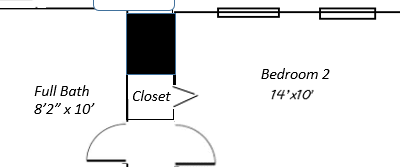 Full Bath
8'2” x 10’
Closet
Bedroom 2
14’x10’